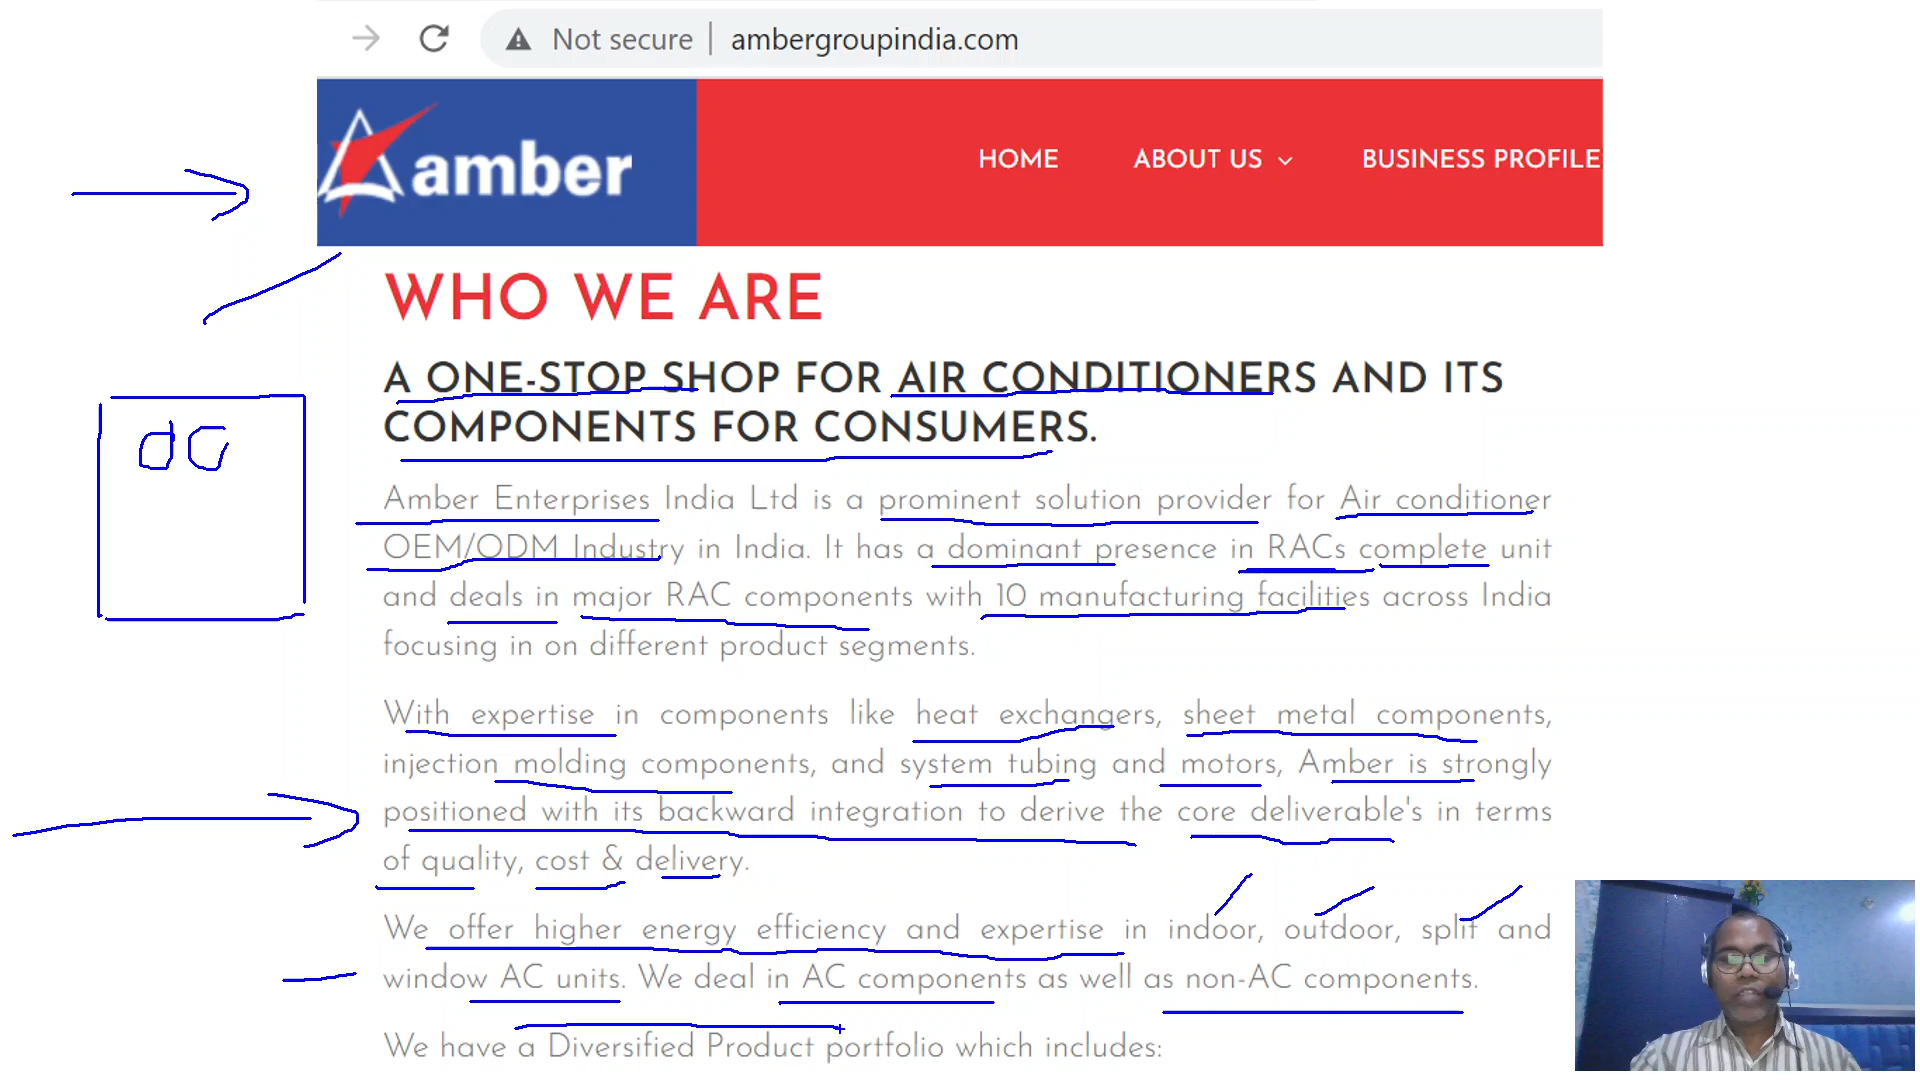 Not secure | ambergroupindia.com
amber
HOME ABOUT US BUSINESS PROFILE
WHO WE ARE
A ONE-STOP SHOP FOR AIR CONDITIONERS AND ITS
COMPONENTS FOR CONSUMERS.
Amber Enterprises India Ltd is a prominent solution provider for Air conditioner
OEM/ODM Industry in India. It has a dominant presence in RACs complete unit
and deals in major RAC components with 10 manufacturing facilities across India
focusing in on different product segments.
With expertise in components like heat exchangers, sheet metal components,
injection molding components, and system tubing and motors, Amber is strongly
positioned with its backward integration to derive the core deliverable's in terms
of quality, cost & delivery.
We offer higher energy efficiency and expertise in indoor, outdoor, split and
window AC units. We deal in AC components as well as non-AC components.
We have a Diversified Product portfolio which includes: